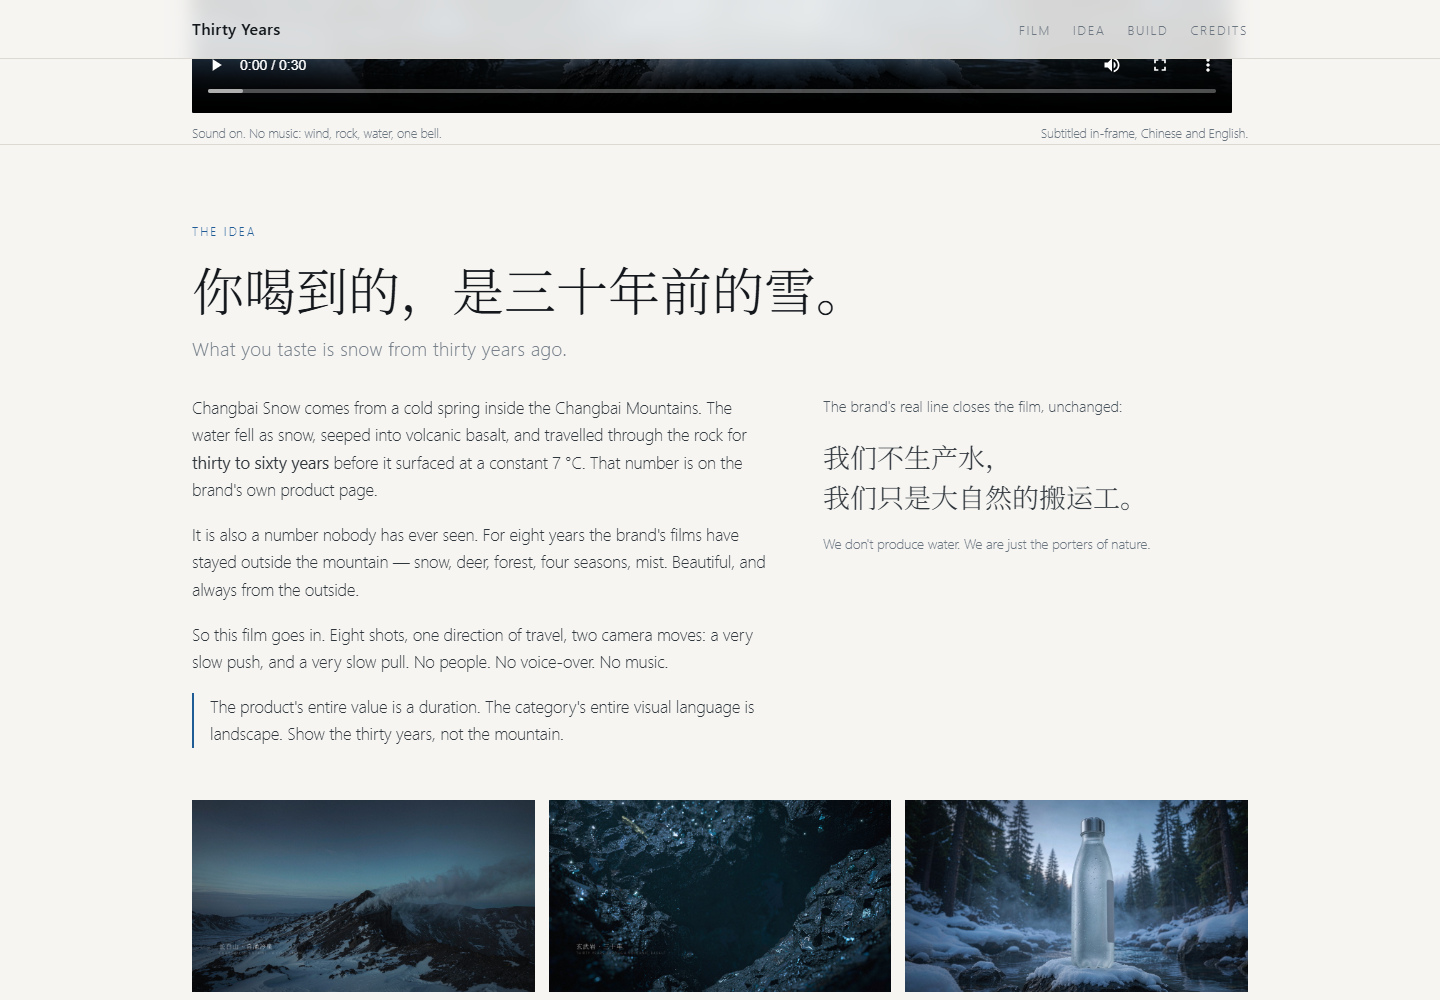 Thirty Years
FILM IDEA BUILD CREDITS
0:00 / 0:30
Sound on. No music: wind, rock, water, one bell.
Subtitled in-frame, Chinese and English.
THE IDEA
你喝到的，是三十年前的雪。
What you taste is snow from thirty years ago.
Changbai Snow comes from a cold spring inside the Changbai Mountains. The
water fell as snow, seeped into volcanic basalt, and travelled through the rock for
thirty to sixty years before it surfaced at a constant 7 °C. That number is on the
brand's own product page.
It is also a number nobody has ever seen. For eight years the brand's films have
stayed outside the mountain — snow, deer, forest, four seasons, mist. Beautiful, and
always from the outside.
So this film goes in. Eight shots, one direction of travel, two camera moves: a very
slow push, and a very slow pull. No people. No voice-over. No music.
The product's entire value is a duration. The category's entire visual language is
landscape. Show the thirty years, not the mountain.
The brand's real line closes the film, unchanged:
我们不生产水，
我们只是大自然的搬运工。
We don't produce water. We are just the porters of nature.
玄武岩 · 三十年